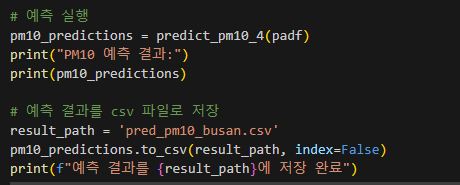 # 예측 실행
pm10_predictions = predict_pm10_4(padf)
print("PM10 예측 결과:")
print(pm10_predictions)
# 예측 결과를 csv 파일로 저장
result_path = 'pred_pm10_busan.csv'
pm10_predictions.to_csv(result_path, index=False)
print(f"예측 결과를 {result_path}에 저장 완료")